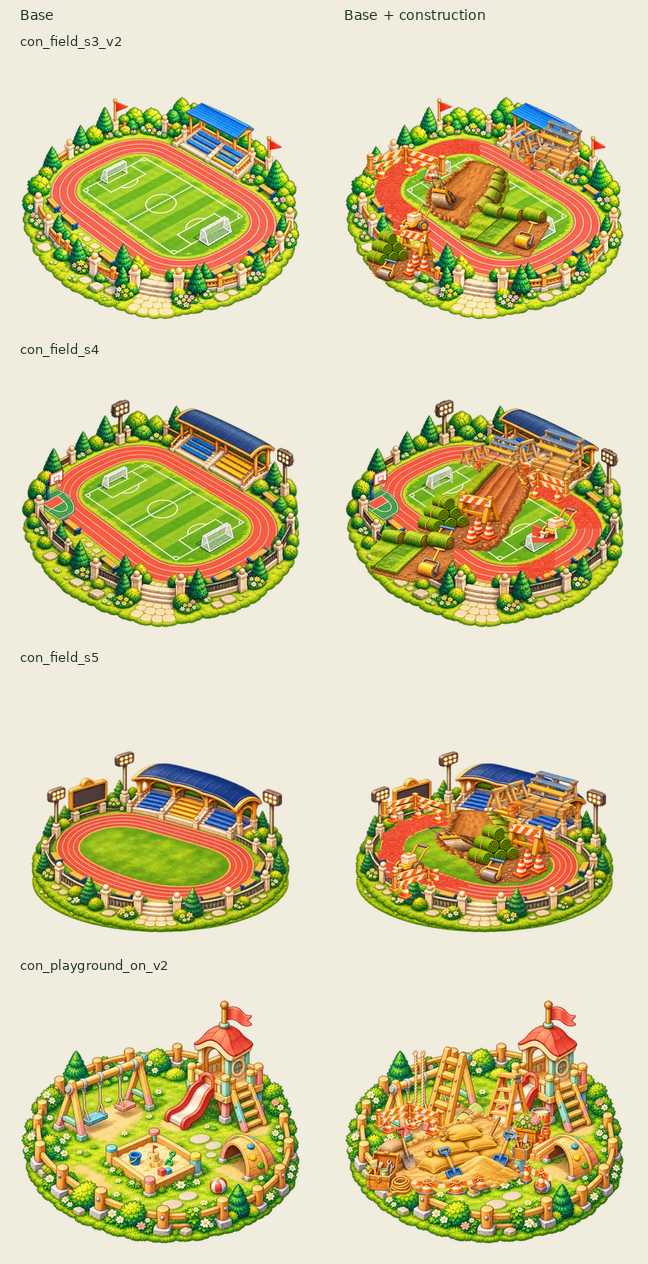 Base
Base + construction
con_field_s3_v2
con_field_s4
con_field_s5
con_playground_on_v2